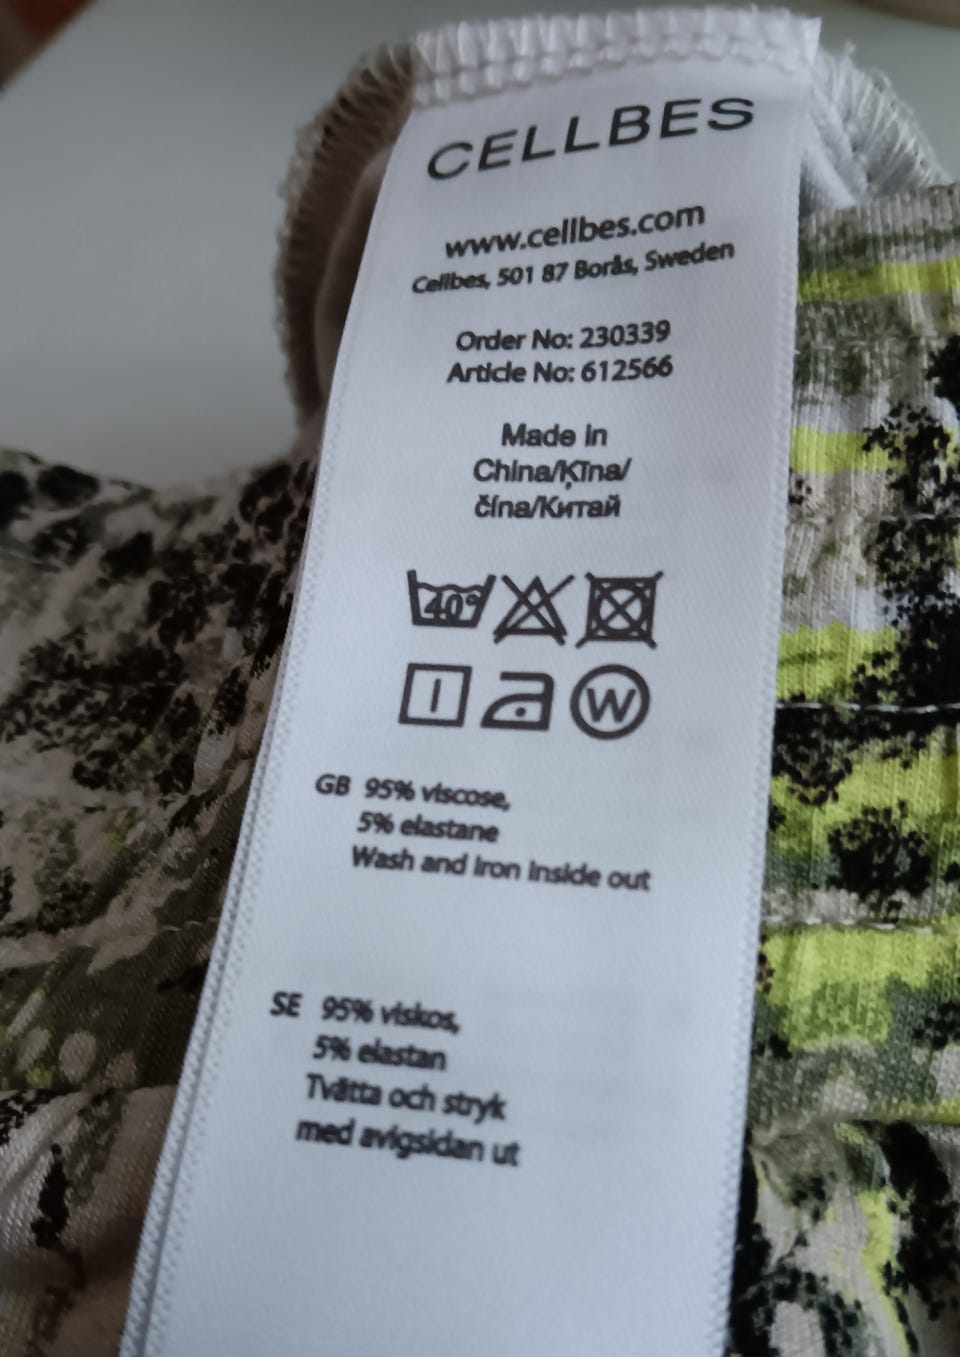 CELLBES
www.cellbes.com
Cellbes, 501 87 Borås, Sweden
Order No: 230339
Article No: 612566
Made in
China/Ķīna/
čína/Китай
40°
W
GB 95% viscose,
5% elastane
Wash and iron inside out
SE 95% viskos,
5% elastan
Tvätta och stryk
med avigsidan ut